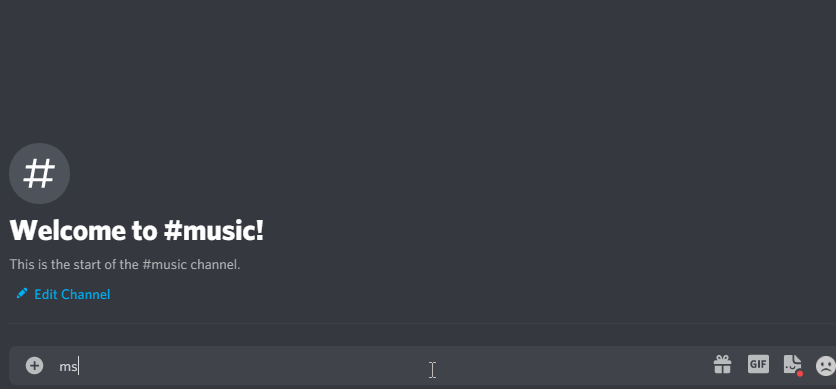 #
Welcome to #music!
This is the start of the #music channel.
Edit Channel
ms
GIF